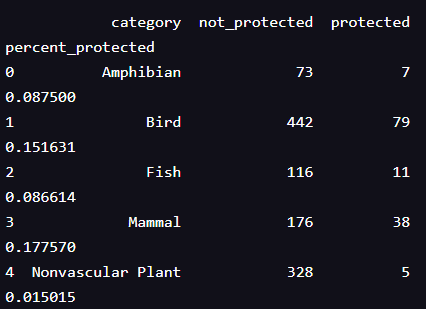 category  not_protected  protected
percent_protected
0          Amphibian             73          7
0.087500
1               Bird            442         79
0.151631
2               Fish            116         11
0.086614
3             Mammal            176         38
0.177570
4  Nonvascular Plant            328          5
0.015015